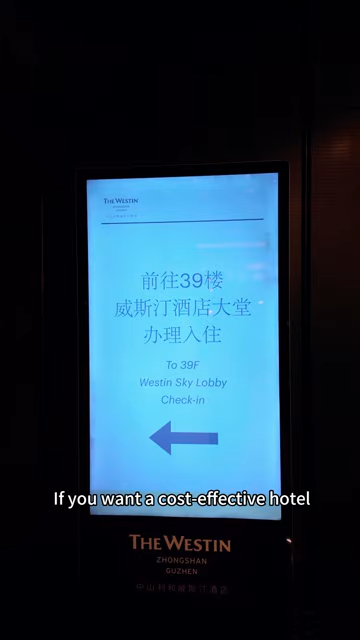 THE WESTIN
前往39楼
威斯汀酒店大堂
办理入住
To 39F
Westin Sky Lobby
Check-in
If you want a cost-effective hotel
THE WESTIN
ZHONGSHAN
GUZHEN